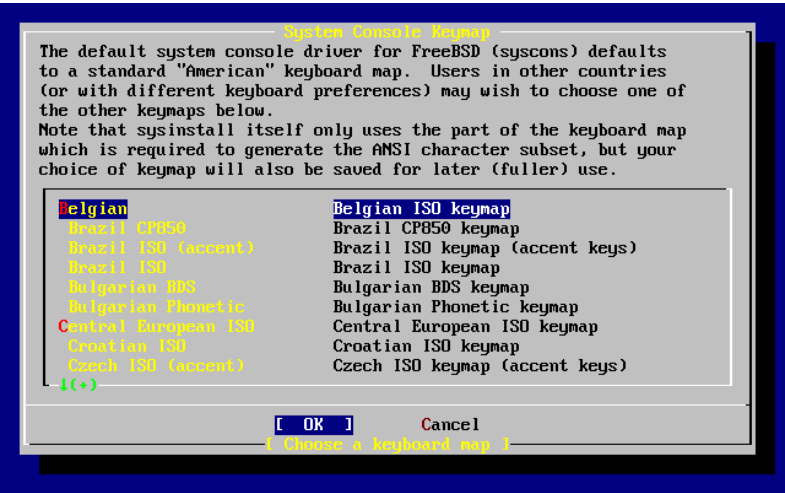 System Console Keymap
The default system console driver for FreeBSD (syscons) defaults
to a standard "American" keyboard map.  Users in other countries
(or with different keyboard preferences) may wish to choose one of
the other keymaps below.
Note that sysinstall itself only uses the part of the keyboard map
which is required to generate the ANSI character subset, but your
choice of keymap will also be saved for later (fuller) use.
Belgian Belgian ISO keymap
Brazil CP850 Brazil CP850 keymap
Brazil ISO (accent) Brazil ISO keymap (accent keys)
Brazil ISO Brazil ISO keymap
Bulgarian BDS Bulgarian BDS keymap
Bulgarian Phonetic Bulgarian Phonetic keymap
Central European ISO Central European ISO keymap
Croatian ISO Croatian ISO keymap
Czech ISO (accent) Czech ISO keymap (accent keys)
↓(+)
[ OK ] Cancel
[ Choose a keyboard map ]